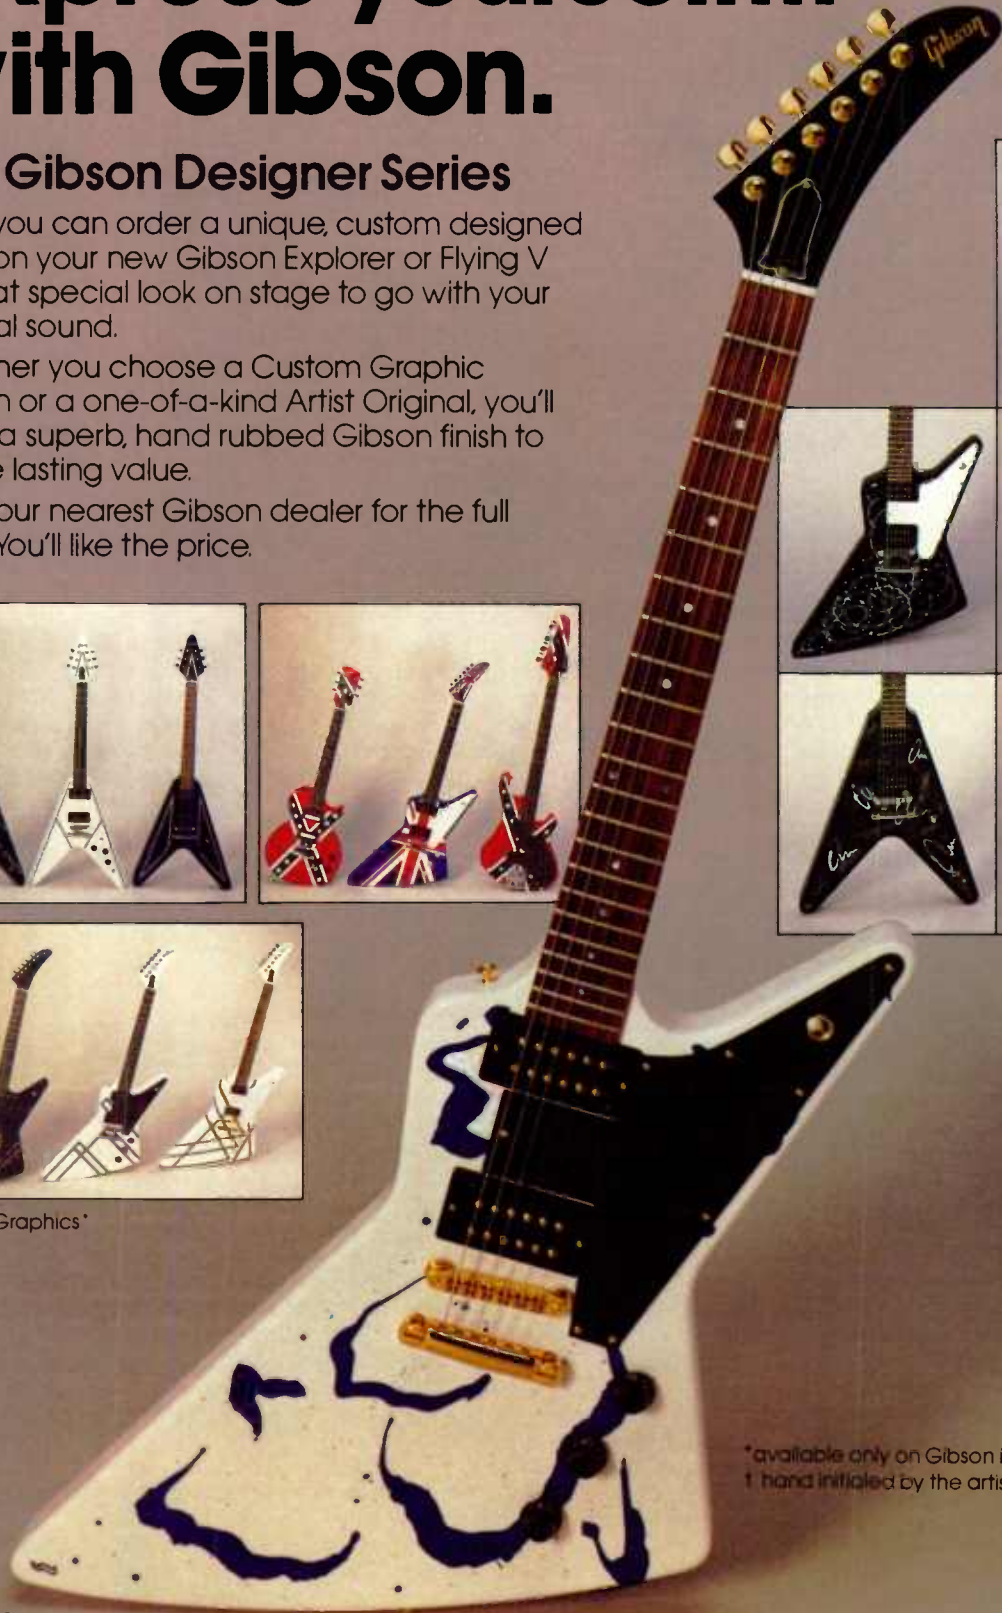 with Gibson.
Gibson Designer Series
you can order a unique, custom designed
on your new Gibson Explorer or Flying V
at special look on stage to go with your
al sound.
her you choose a Custom Graphic
n or a one-of-a-kind Artist Original, you'll
a superb, hand rubbed Gibson finish to
e lasting value.
our nearest Gibson dealer for the full
You'll like the price.
Gibson
Graphics*
*available only on Gibson
† hand initialed by the artis